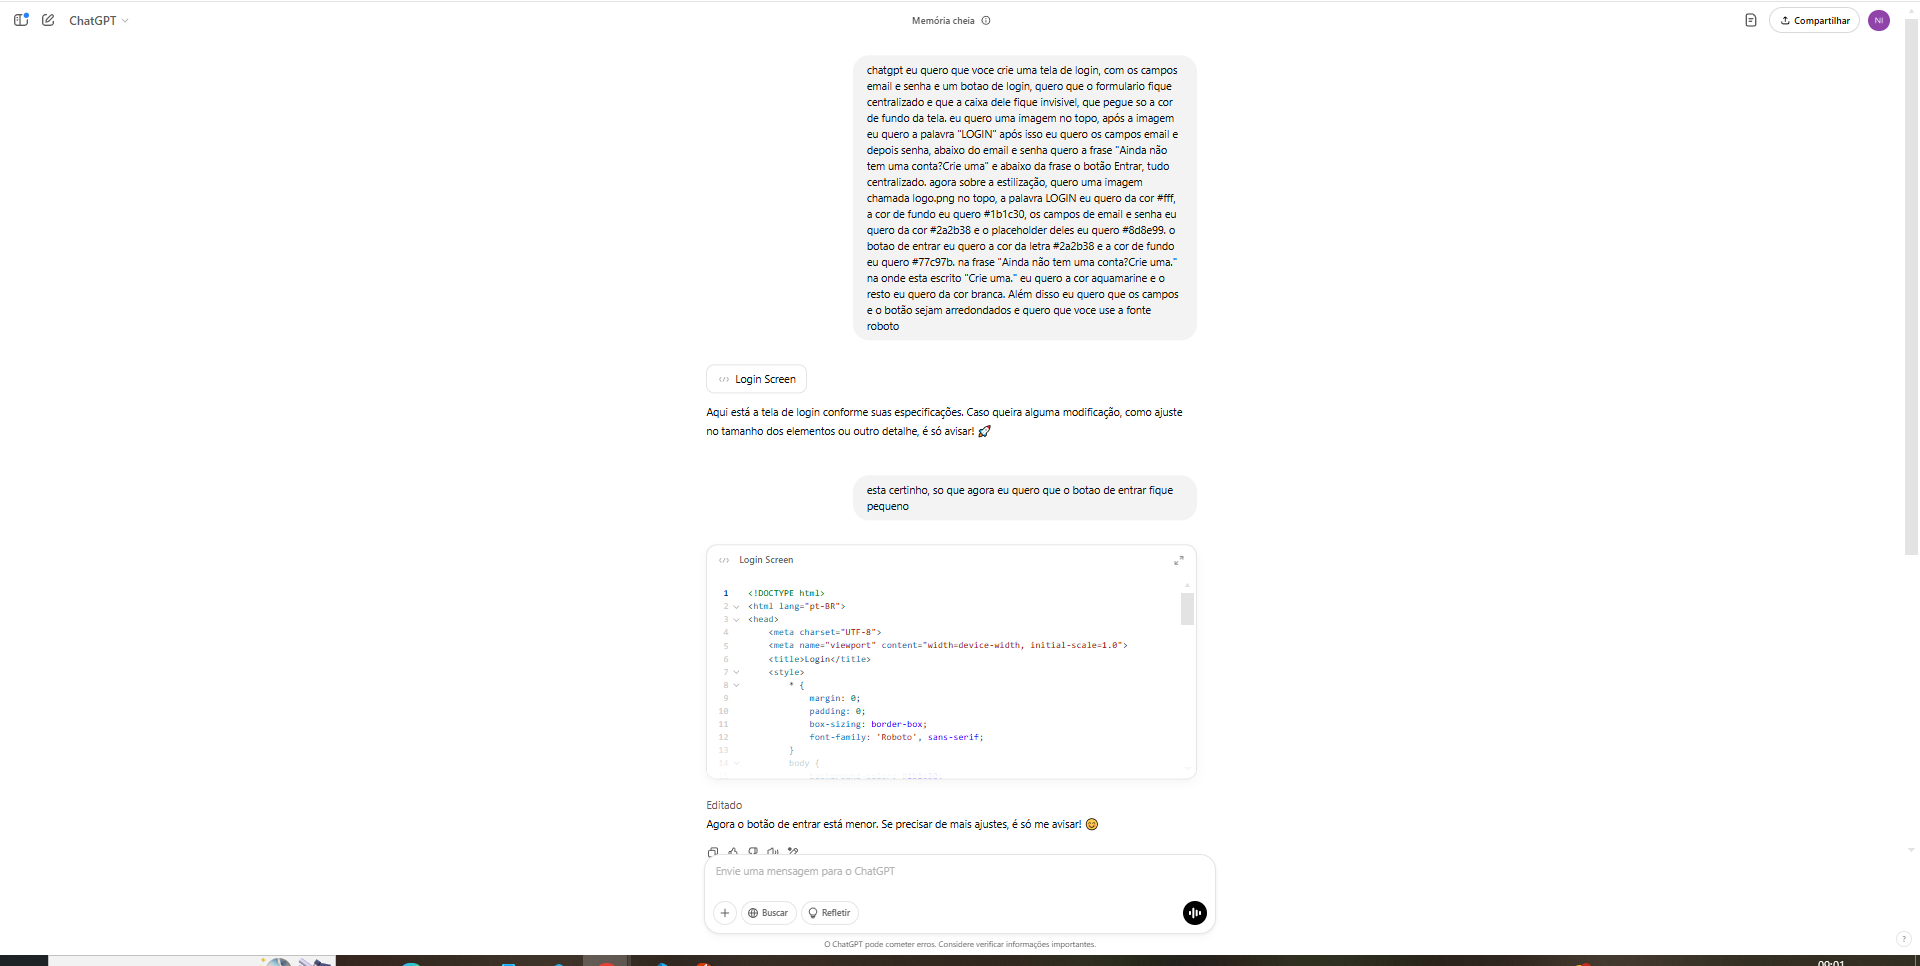 ChatGPT
Memória cheia
Compartilhar
NI
chatgpt eu quero que voce crie uma tela de login, com os campos
email e senha e um botao de login, quero que o formulario fique
centralizado e que a caixa dele fique invisivel, que pegue so a cor
de fundo da tela. eu quero uma imagem no topo, após a imagem
eu quero a palavra "LOGIN" após isso eu quero os campos email e
depois senha, abaixo do email e senha quero a frase "Ainda não
tem uma conta?Crie uma" e abaixo da frase o botão Entrar, tudo
centralizado. agora sobre a estilização, quero uma imagem
chamada logo.png no topo, a palavra LOGIN eu quero da cor #fff,
a cor de fundo eu quero #1b1c30, os campos de email e senha eu
quero da cor #2a2b38 e o placeholder deles eu quero #8d8e99. o
botao de entrar eu quero a cor da letra #2a2b38 e a cor de fundo
eu quero #77c97b. na frase "Ainda não tem uma conta?Crie uma."
na onde esta escrito "Crie uma." eu quero a cor aquamarine e o
resto eu quero da cor branca. Além disso eu quero que os campos
e o botão sejam arredondados e quero que voce use a fonte
roboto
Login Screen
Aqui está a tela de login conforme suas especificações. Caso queira alguma modificação, como ajuste
no tamanho dos elementos ou outro detalhe, é só avisar! 🚀
esta certinho, so que agora eu quero que o botao de entrar fique
pequeno
Login Screen
1 <!DOCTYPE html>
2 <html lang="pt-BR">
3 <head>
4 <meta charset="UTF-8">
5 <meta name="viewport" content="width=device-width, initial-scale=1.0">
6 <title>Login</title>
7 <style>
8 * {
9 margin: 0;
10 padding: 0;
11 box-sizing: border-box;
12 font-family: 'Roboto', sans-serif;
13 }
14 body {
Editado
Agora o botão de entrar está menor. Se precisar de mais ajustes, é só me avisar! 😊
Envie uma mensagem para o ChatGPT
Buscar
Refletir
O ChatGPT pode cometer erros. Considere verificar informações importantes.
?